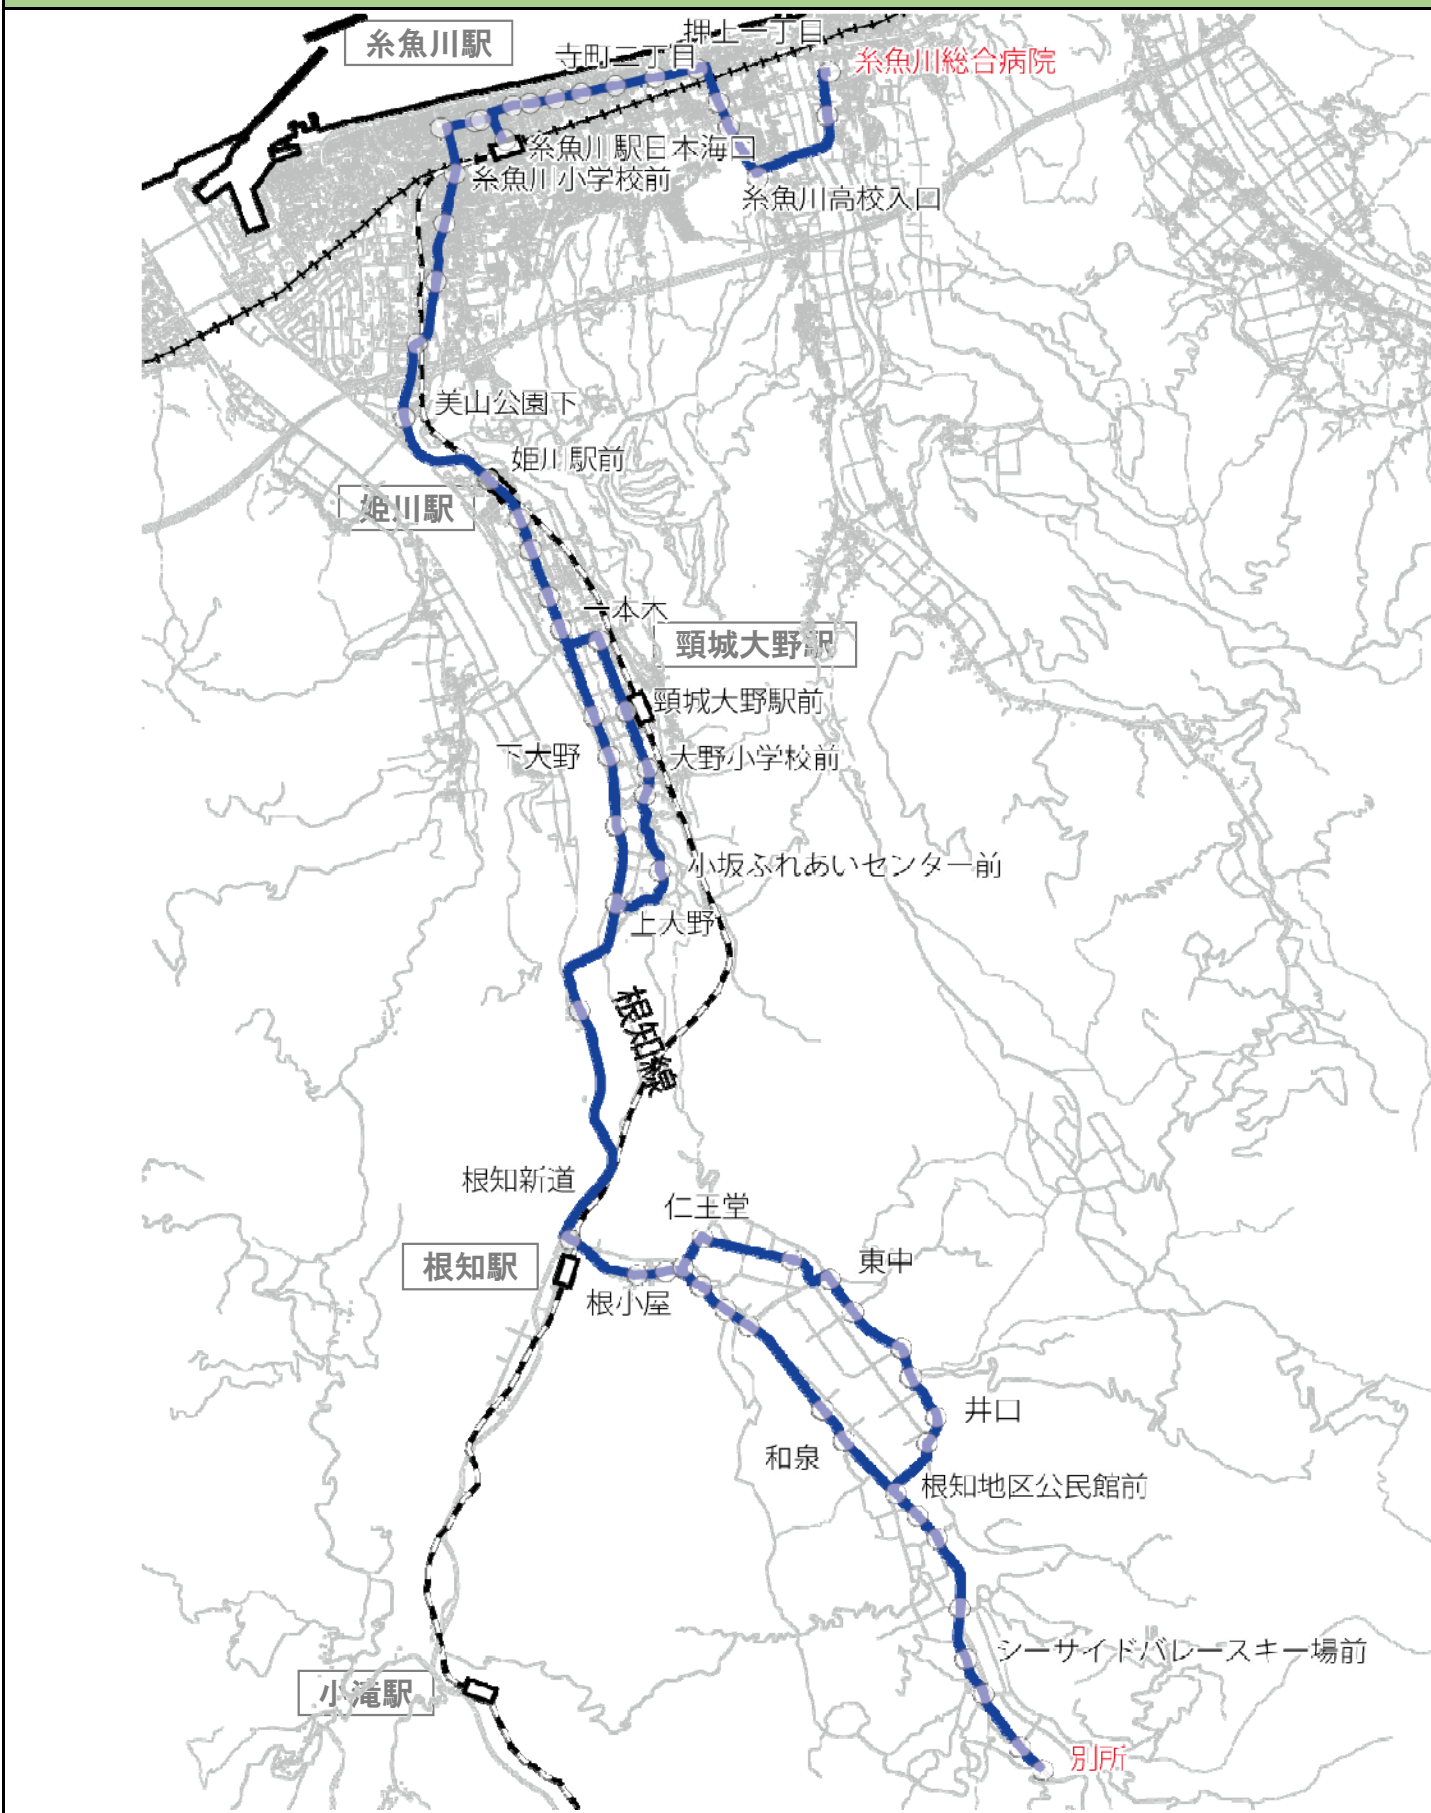 糸魚川駅
押上一丁目
寺町二丁目
糸魚川総合病院
糸魚川駅日本海口
糸魚川小学校前
糸魚川高校入口
美山公園下
姫川駅前
姫川駅
一本木
頸城大野駅
頸城大野駅前
下大野
大野小学校前
小坂ふれあいセンター前
上大野
根知線
根知新道
仁王堂
根知駅
東中
根小屋
井口
和泉
根知地区公民館前
シーサイドバレースキー場前
小滝駅
別所